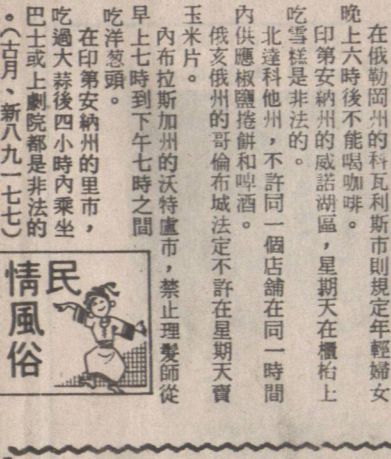 在俄勒岡州的科瓦利斯市則規定年輕婦女
晚上六時後不能喝咖啡。
印第安納州的威諾湖區，星期天在櫃枱上
吃雪糕是非法的。
北達科他州，不許同一個店舖在同一時間
內供應椒鹽捲餅和啤酒。
俄亥俄州的哥倫布城法定不許在星期天賣
玉米片。
內布拉斯加州的沃特盧市，禁止理髮師從
早上七時到下午七時之間
吃洋葱頭。
在印第安納州的里市，
吃過大蒜後四小時內乘坐
巴士或上劇院都是非法的
。（古月、新八九一七七）
民
情風俗